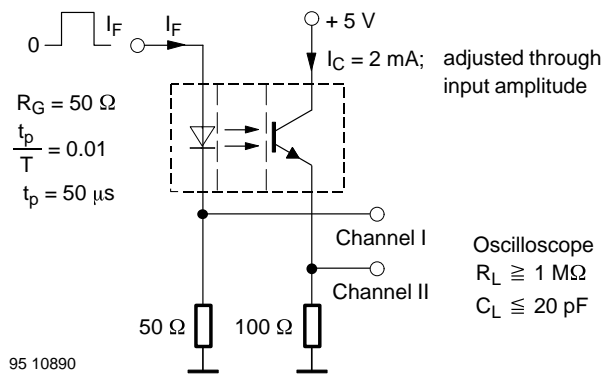 0
I_F
I_F
+ 5 V
I_C = 2 mA; adjusted through
input amplitude
R_G = 50 Ω
t_p
T
= 0.01
t_p = 50 μs
Channel I
Channel II
Oscilloscope
R_L ≧ 1 MΩ
C_L ≦ 20 pF
50 Ω
100 Ω
95 10890